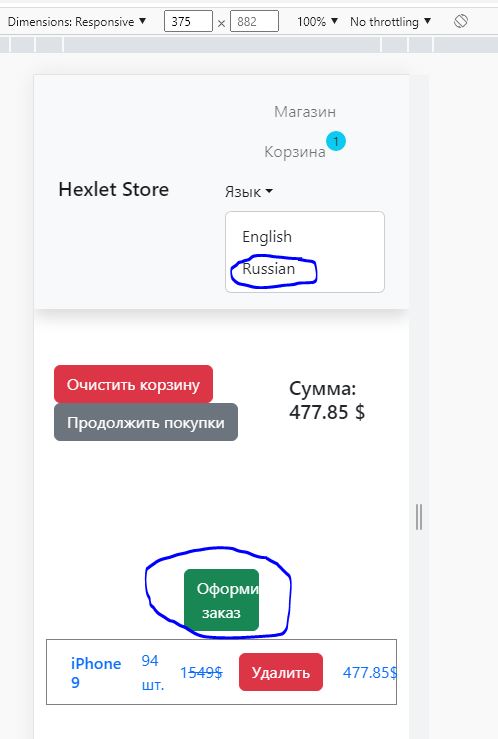 Dimensions: Responsive ▼ 375 × 882 100% ▼ No throttling ▼
Магазин
Корзина 1
Hexlet Store
Язык
English
Russian
Очистить корзину
Продолжить покупки
Сумма:
477.85 $
Оформи
заказ
iPhone
9
94
шт.
1549$
Удалить
477.85$